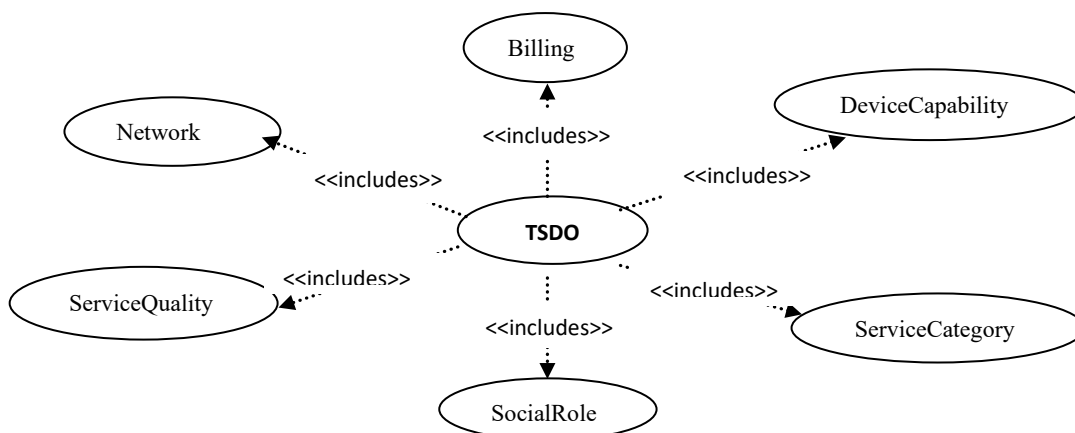 Billing
DeviceCapability
Network
<<includes>>
<<includes>>
<<includes>>
TSDO
<<includes>>
<<includes>>
ServiceQuality
<<includes>>
ServiceCategory
SocialRole